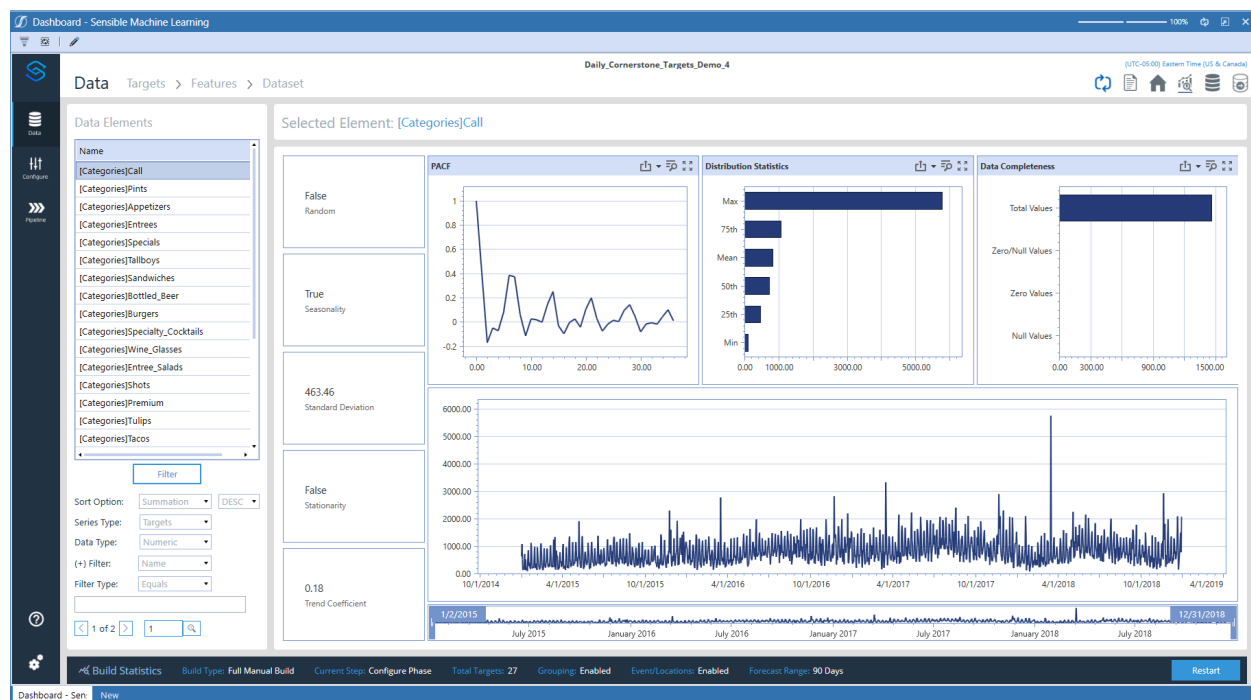 Dashboard - Sensible Machine Learning
100%
Daily_Cornerstone_Targets_Demo_4
(UTC-05:00) Eastern Time (US & Canada)
Data Targets > Features > Dataset
Data
Configure
Pipeline
Data Elements
Name
[Categories]Call
[Categories]Pints
[Categories]Appetizers
[Categories]Entrees
[Categories]Specials
[Categories]Tallboys
[Categories]Sandwiches
[Categories]Bottled_Beer
[Categories]Burgers
[Categories]Specialty_Cocktails
[Categories]Wine_Glasses
[Categories]Entree_Salads
[Categories]Shots
[Categories]Premium
[Categories]Tulips
[Categories]Tacos
Filter
Sort Option: Summation DESC
Series Type: Targets
Data Type: Numeric
(+) Filter: Name
Filter Type: Equals
1 of 2 1
Selected Element: [Categories]Call
False
Random
True
Seasonality
463.46
Standard Deviation
False
Stationarity
0.18
Trend Coefficient
PACF
1
0.8
0.6
0.4
0.2
0
-0.2
0.00 10.00 20.00 30.00
Distribution Statistics
Max
75th
Mean
50th
25th
Min
0.00 1000.00 3000.00 5000.00
Data Completeness
Total Values
Zero/Null Values
Zero Values
Null Values
0.00 300.00 900.00 1500.00
6000.00
5000.00
4000.00
3000.00
2000.00
1000.00
0.00
10/1/2014 4/1/2015 10/1/2015 4/1/2016 10/1/2016 4/1/2017 10/1/2017 4/1/2018 10/1/2018 4/1/2019
1/2/2015 12/31/2018
July 2015 January 2016 July 2016 January 2017 July 2017 January 2018 July 2018
Build Statistics Build Type: Full Manual Build Current Step: Configure Phase Total Targets: 27 Grouping: Enabled Event/Locations: Enabled Forecast Range: 90 Days Restart
Dashboard - Sen: New